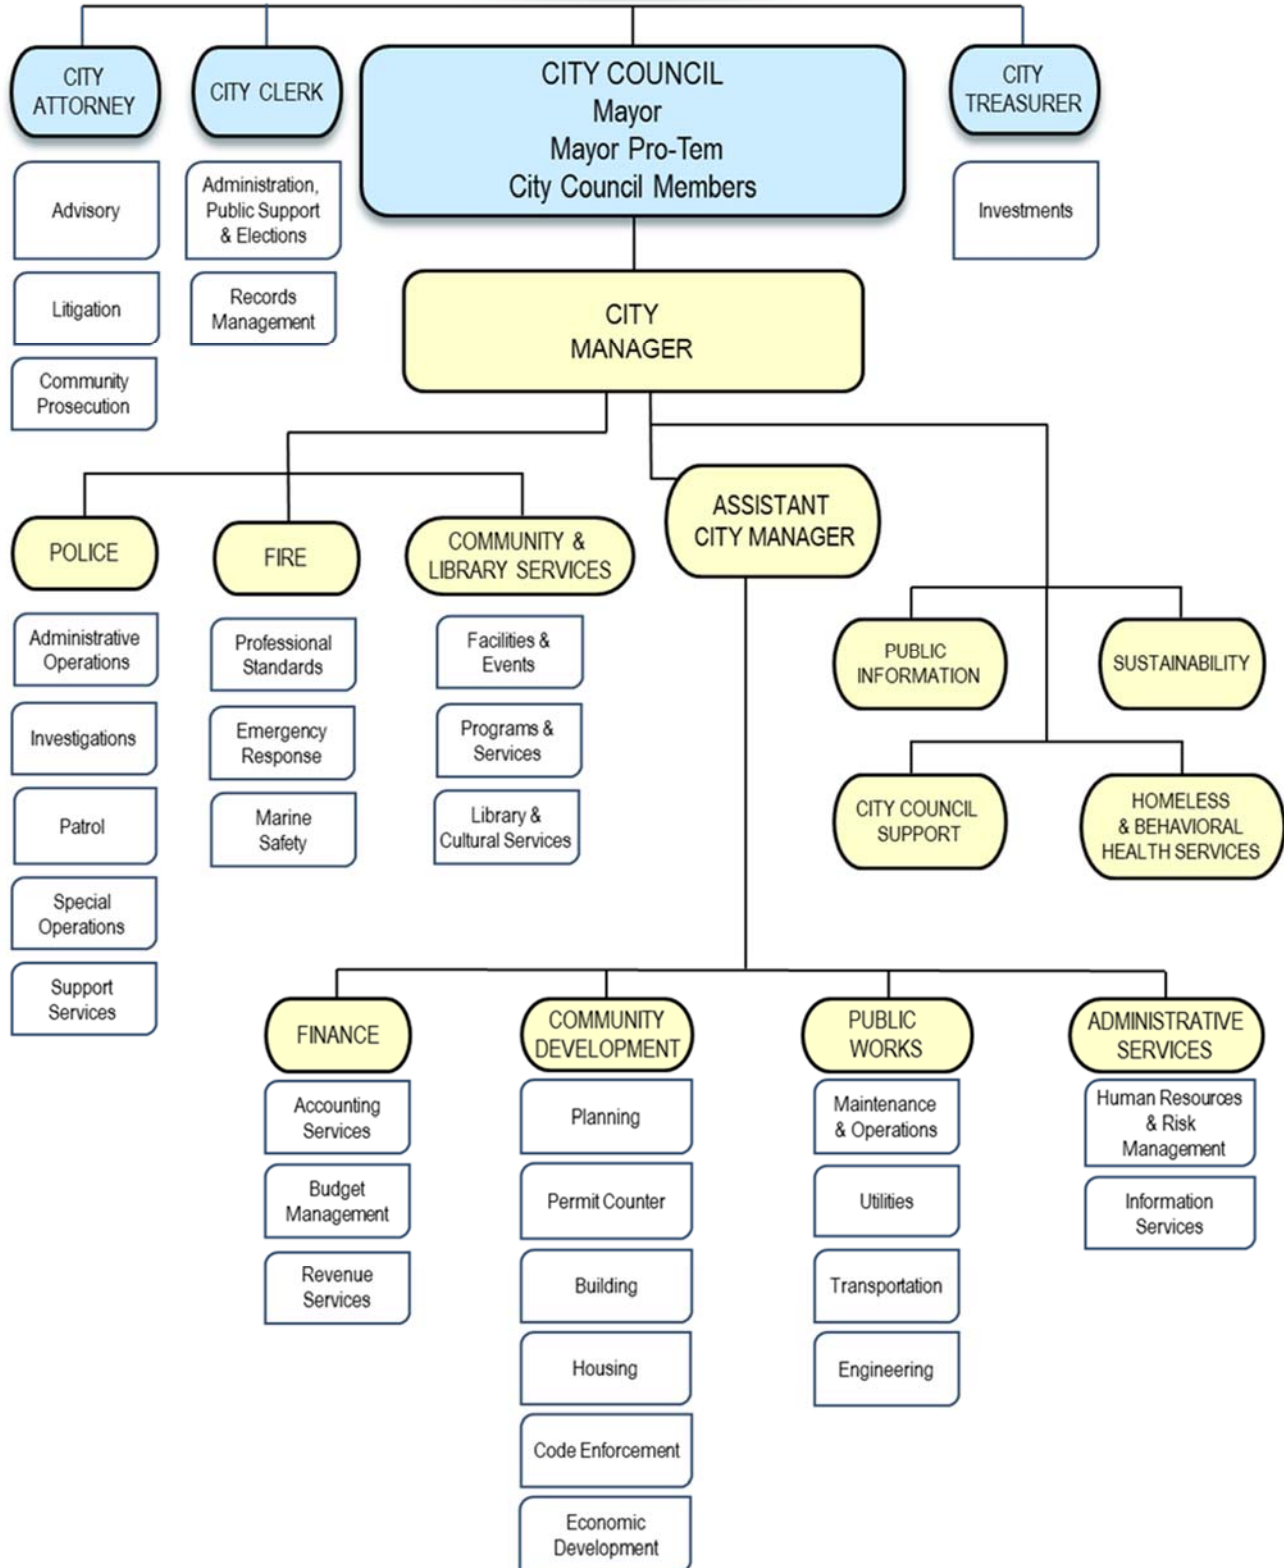 CITY
ATTORNEY
CITY CLERK
CITY COUNCIL
Mayor
Mayor Pro-Tem
City Council Members
CITY
TREASURER
Advisory
Litigation
Community
Prosecution
Administration,
Public Support
& Elections
Records
Management
Investments
CITY
MANAGER
ASSISTANT
CITY MANAGER
POLICE
Administrative
Operations
Investigations
Patrol
Special
Operations
Support
Services
FIRE
Professional
Standards
Emergency
Response
Marine
Safety
COMMUNITY &
LIBRARY SERVICES
Facilities &
Events
Programs &
Services
Library &
Cultural Services
PUBLIC
INFORMATION
SUSTAINABILITY
CITY COUNCIL
SUPPORT
HOMELESS
& BEHAVIORAL
HEALTH SERVICES
FINANCE
Accounting
Services
Budget
Management
Revenue
Services
COMMUNITY
DEVELOPMENT
Planning
Permit Counter
Building
Housing
Code Enforcement
Economic
Development
PUBLIC
WORKS
Maintenance
& Operations
Utilities
Transportation
Engineering
ADMINISTRATIVE
SERVICES
Human Resources
& Risk
Management
Information
Services